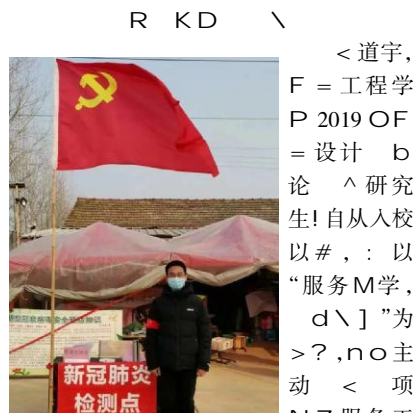 R KD \
<道宇,
F = 工程学
P 2019 OF
= 设计 b
论 ^ 研究
生! 自从入校
以#, : 以
“服务M学,
d\ ] ”为
>?,no主
动 < 项
新冠肺炎
检测点